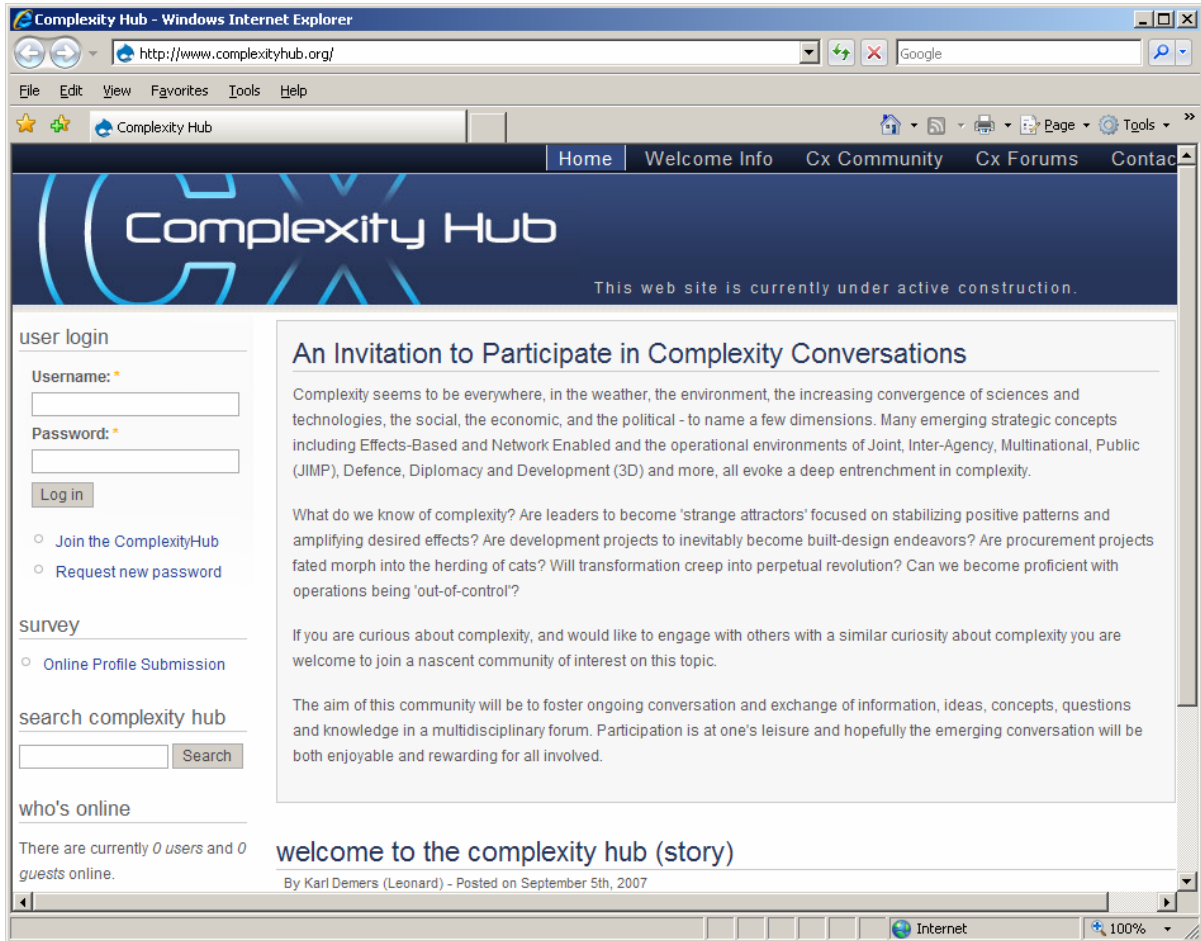 Complexity Hub - Windows Internet Explorer
http://www.complexityhub.org/
Google
File Edit View Favorites Tools Help
Complexity Hub
Page Tools »
Home Welcome Info Cx Community Cx Forums Contac
CX
Complexity Hub
This web site is currently under active construction.
user login
Username: *
Password: *
Log in
Join the ComplexityHub
Request new password
survey
Online Profile Submission
search complexity hub
Search
who's online
There are currently 0 users and 0
guests online.
An Invitation to Participate in Complexity Conversations
Complexity seems to be everywhere, in the weather, the environment, the increasing convergence of sciences and
technologies, the social, the economic, and the political - to name a few dimensions. Many emerging strategic concepts
including Effects-Based and Network Enabled and the operational environments of Joint, Inter-Agency, Multinational, Public
(JIMP), Defence, Diplomacy and Development (3D) and more, all evoke a deep entrenchment in complexity.
What do we know of complexity? Are leaders to become 'strange attractors' focused on stabilizing positive patterns and
amplifying desired effects? Are development projects to inevitably become built-design endeavors? Are procurement projects
fated morph into the herding of cats? Will transformation creep into perpetual revolution? Can we become proficient with
operations being 'out-of-control'?
If you are curious about complexity, and would like to engage with others with a similar curiosity about complexity you are
welcome to join a nascent community of interest on this topic.
The aim of this community will be to foster ongoing conversation and exchange of information, ideas, concepts, questions
and knowledge in a multidisciplinary forum. Participation is at one's leisure and hopefully the emerging conversation will be
both enjoyable and rewarding for all involved.
welcome to the complexity hub (story)
By Karl Demers (Leonard) - Posted on September 5th, 2007
Internet
100%